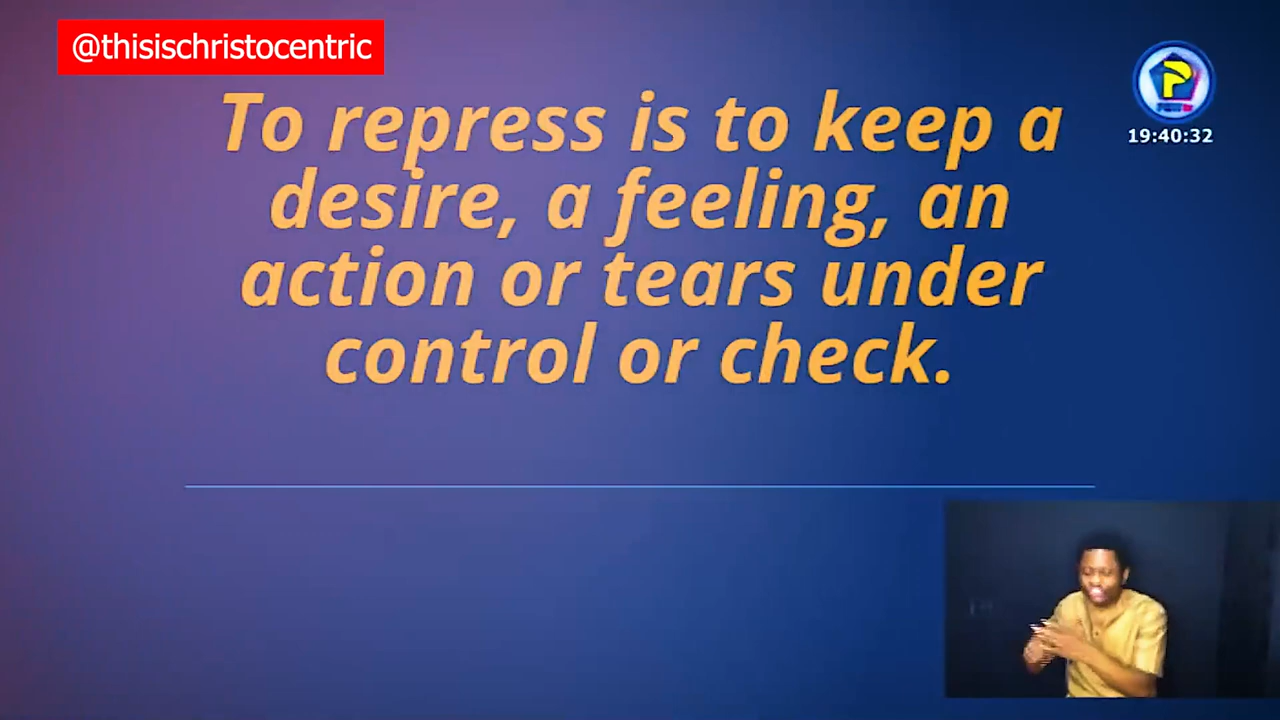 @thisischristocentric
To repress is to keep a
desire, a feeling, an
action or tears under
control or check.
19:40:32